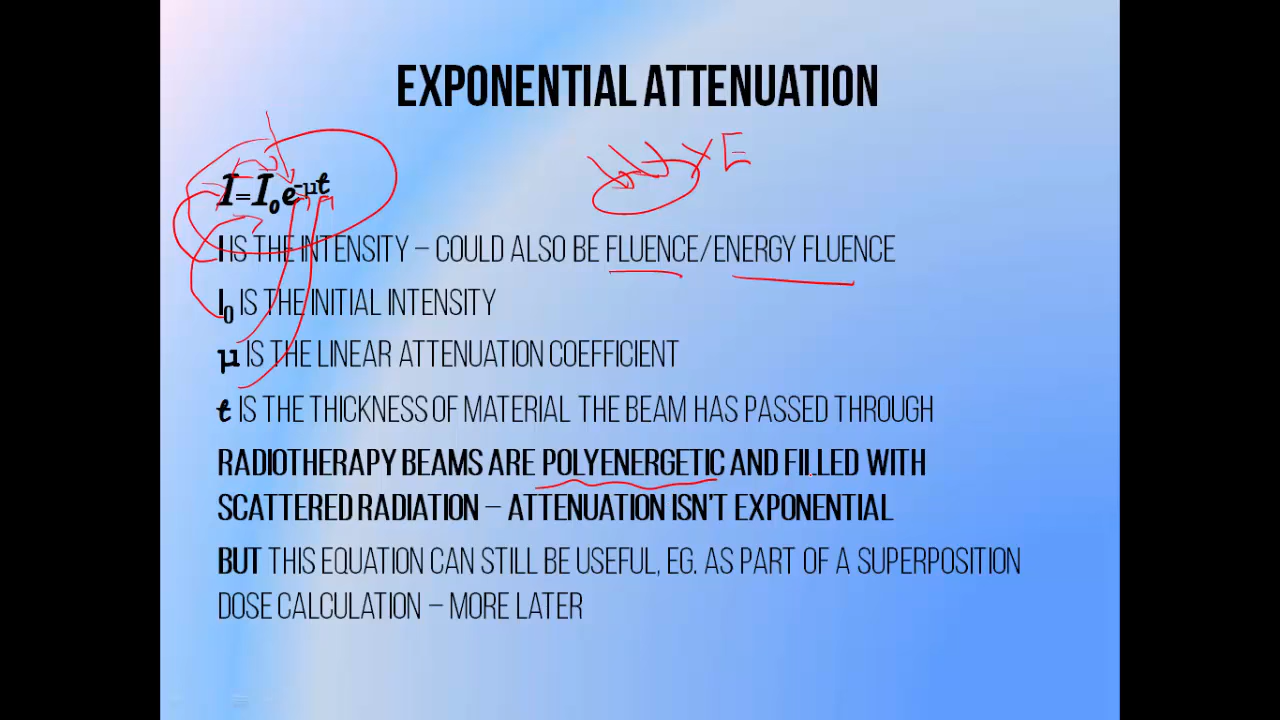 EXPONENTIAL ATTENUATION
I=I₀e^-µt
I IS THE INTENSITY – COULD ALSO BE FLUENCE/ENERGY FLUENCE
I₀ IS THE INITIAL INTENSITY
µ IS THE LINEAR ATTENUATION COEFFICIENT
t IS THE THICKNESS OF MATERIAL THE BEAM HAS PASSED THROUGH
RADIOTHERAPY BEAMS ARE POLYENERGETIC AND FILLED WITH
SCATTERED RADIATION – ATTENUATION ISN'T EXPONENTIAL
BUT THIS EQUATION CAN STILL BE USEFUL, EG. AS PART OF A SUPERPOSITION
DOSE CALCULATION – MORE LATER